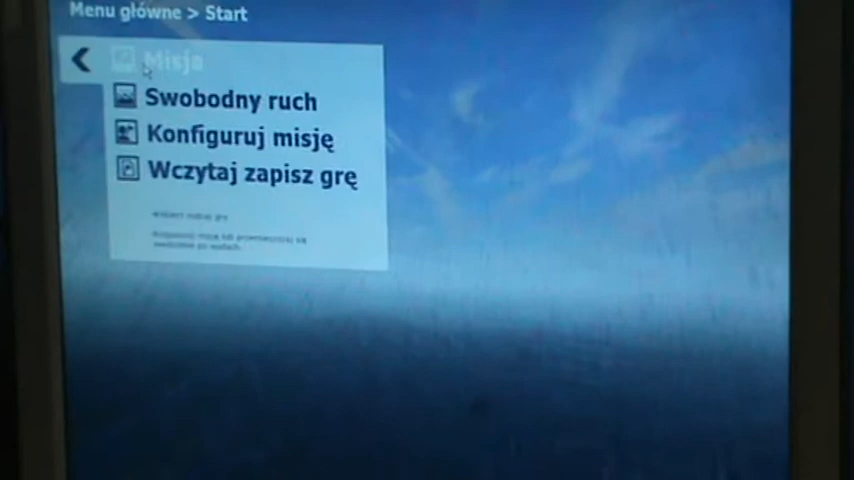 Menu główne > Start
Misja
Swobodny ruch
Konfiguruj misję
Wczytaj zapisz grę